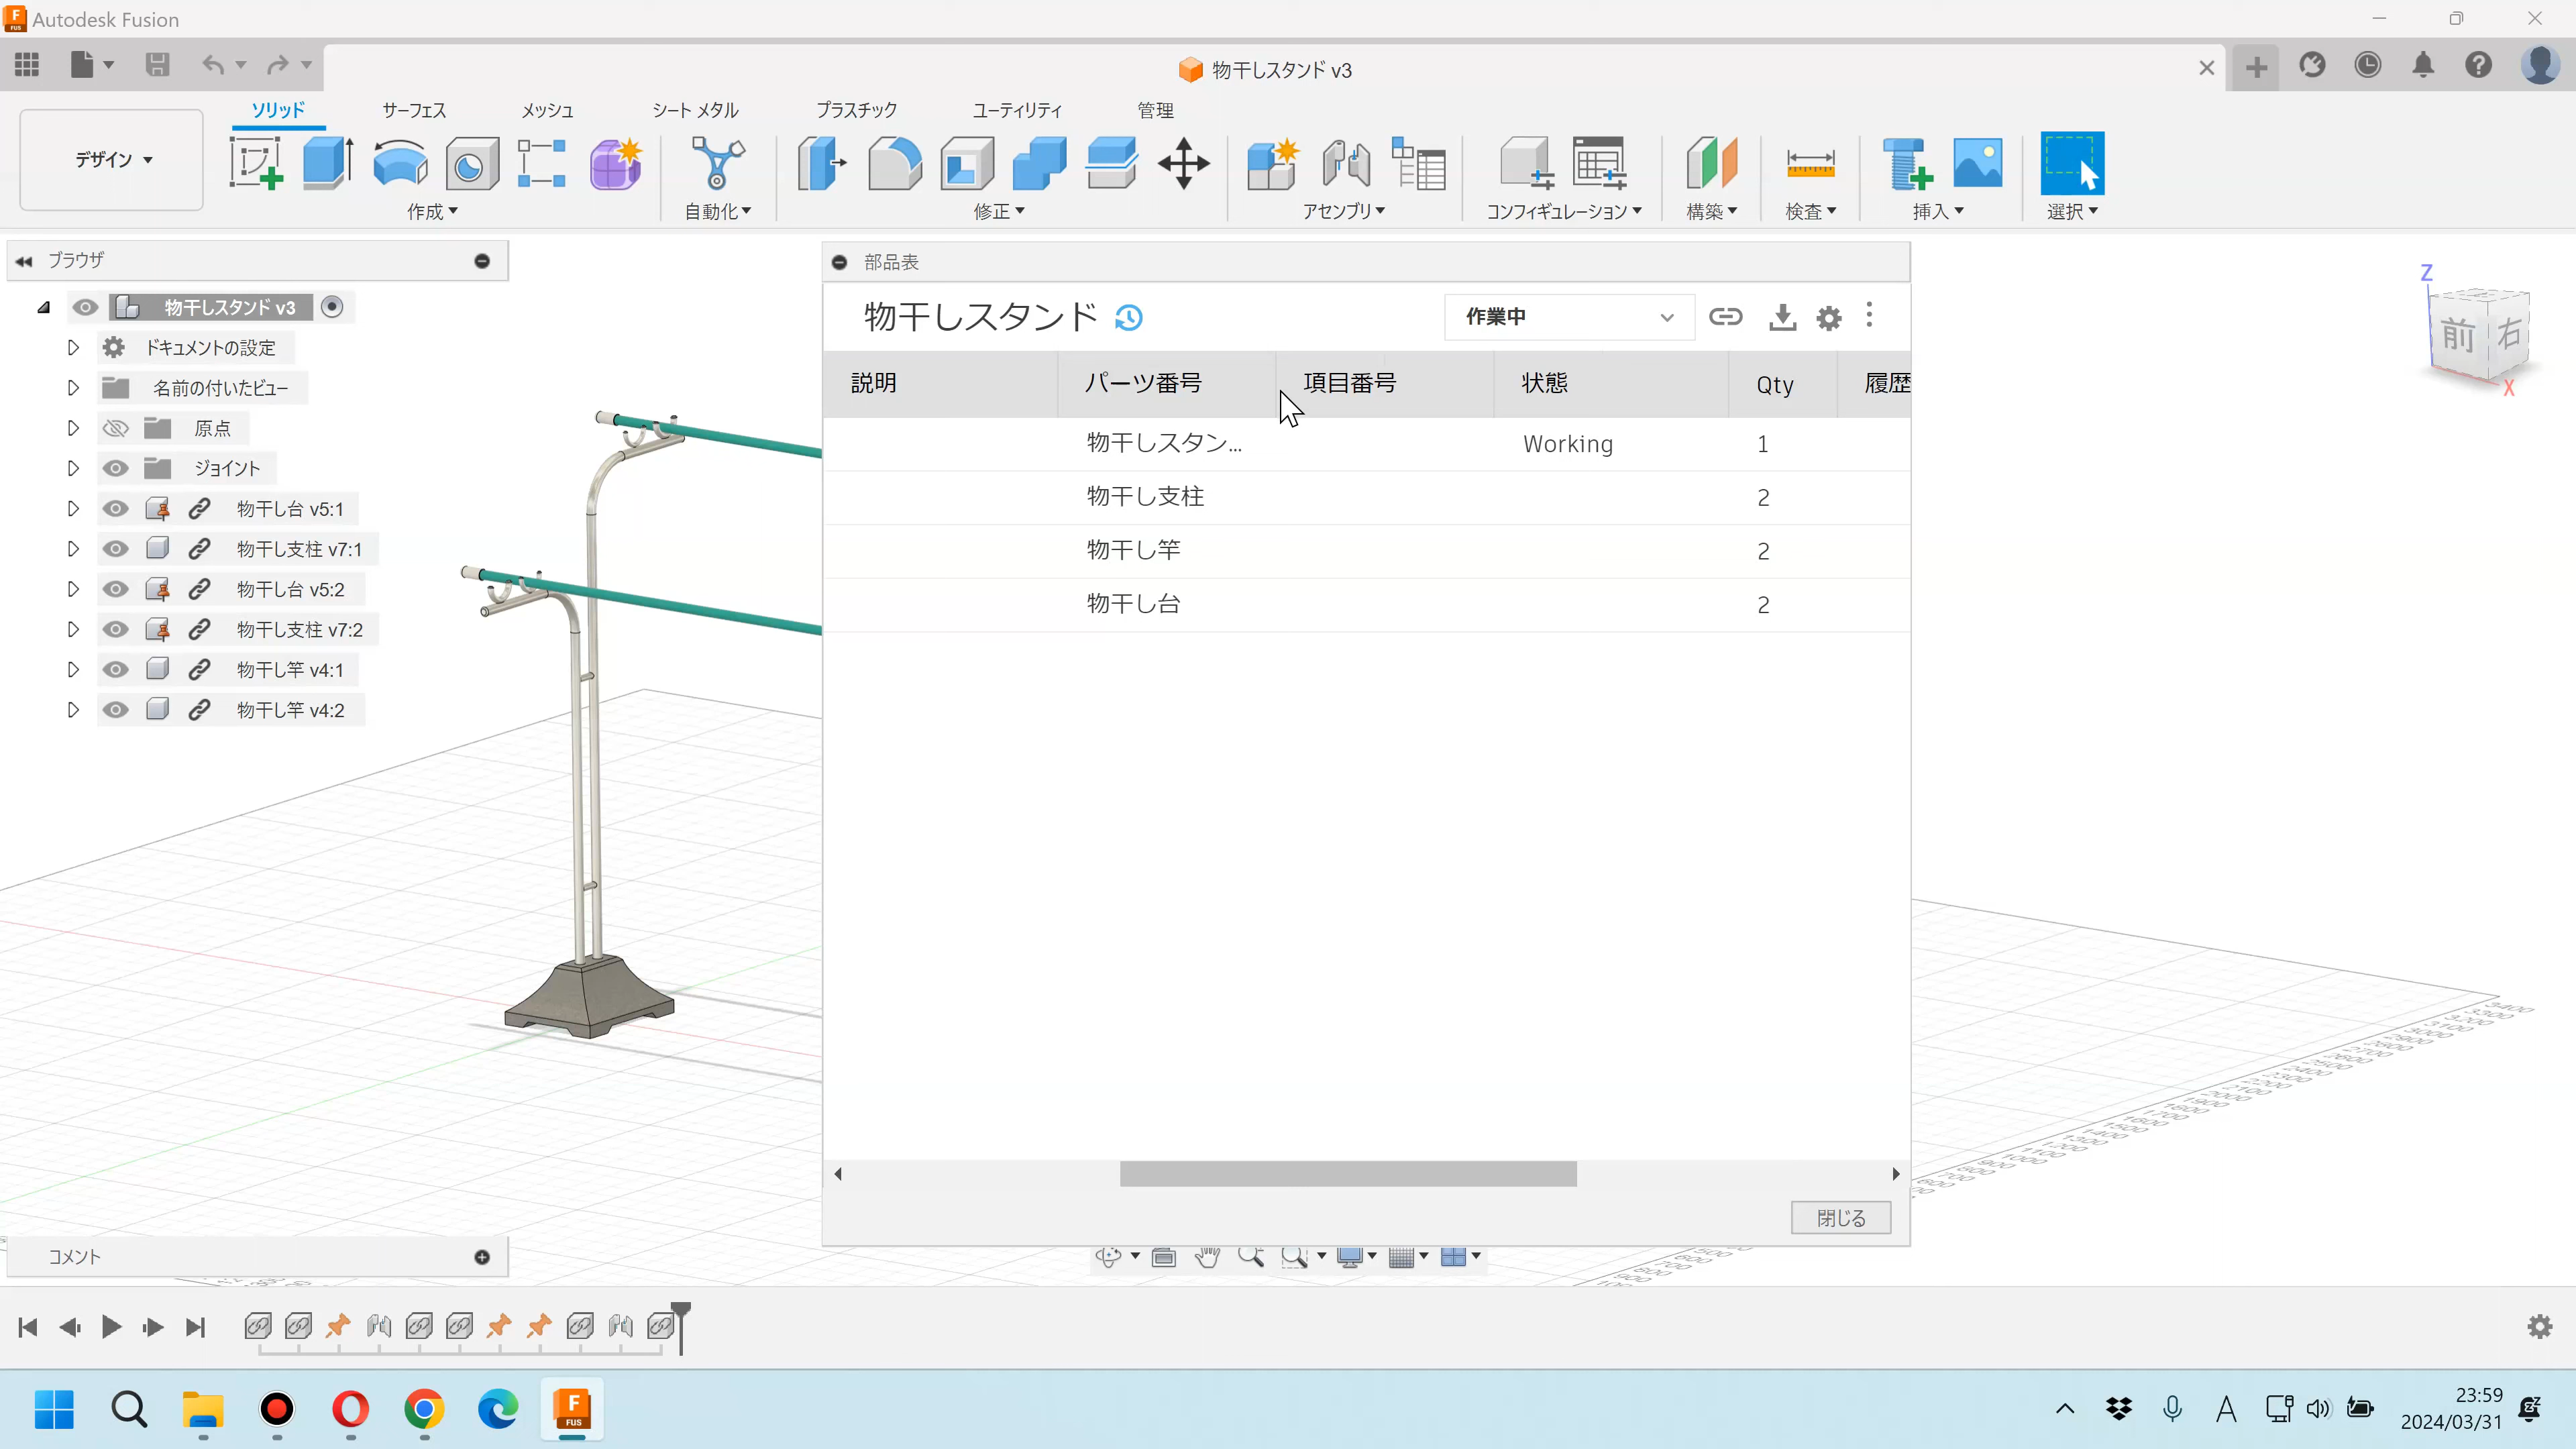 Autodesk Fusion
物干しスタンド v3
ソリッド サーフェス メッシュ シート メタル プラスチック ユーティリティ 管理
デザイン
作成 自動化 修正 アセンブリ コンフィギュレーション 構築 検査 挿入 選択
ブラウザ
物干しスタンド v3
ドキュメントの設定
名前の付いたビュー
原点
ジョイント
物干し台 v5:1
物干し支柱 v7:1
物干し台 v5:2
物干し支柱 v7:2
物干し竿 v4:1
物干し竿 v4:2
部品表
物干しスタンド
作業中
説明 パーツ番号 項目番号 状態 Qty 履歴
物干しスタン... Working 1
物干し支柱 2
物干し竿 2
物干し台 2
閉じる
Z
前 右
X
コメント
F
FUS
A
23:59
2024/03/31